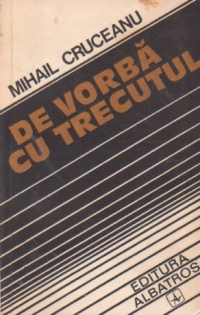 MIHAIL CRUCEANU
DE VORBĂ
CU TRECUTUL
EDITURA
ALBATROS